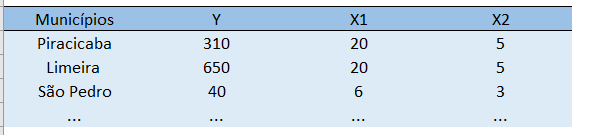 Municípios Y X1 X2
Piracicaba 310 20 5
Limeira 650 20 5
São Pedro 40 6 3
... ... ... ...